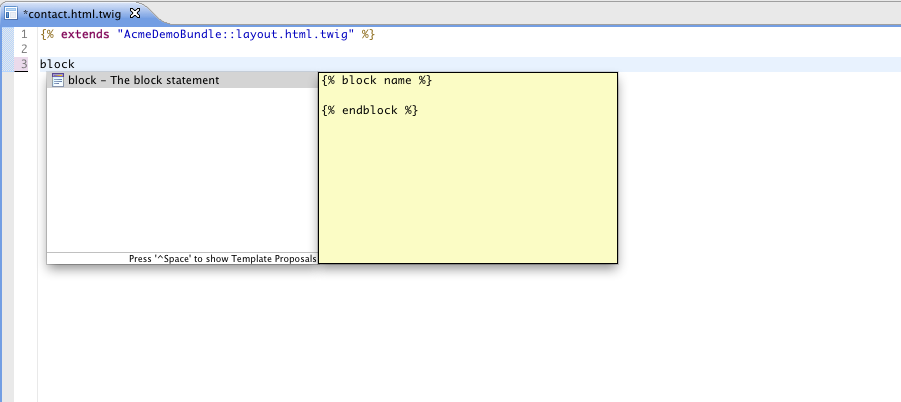 *contact.html.twig
1 {% extends "AcmeDemoBundle::layout.html.twig" %}
2
3 block
block - The block statement
{% block name %}
{% endblock %}
Press '^Space' to show Template Proposals